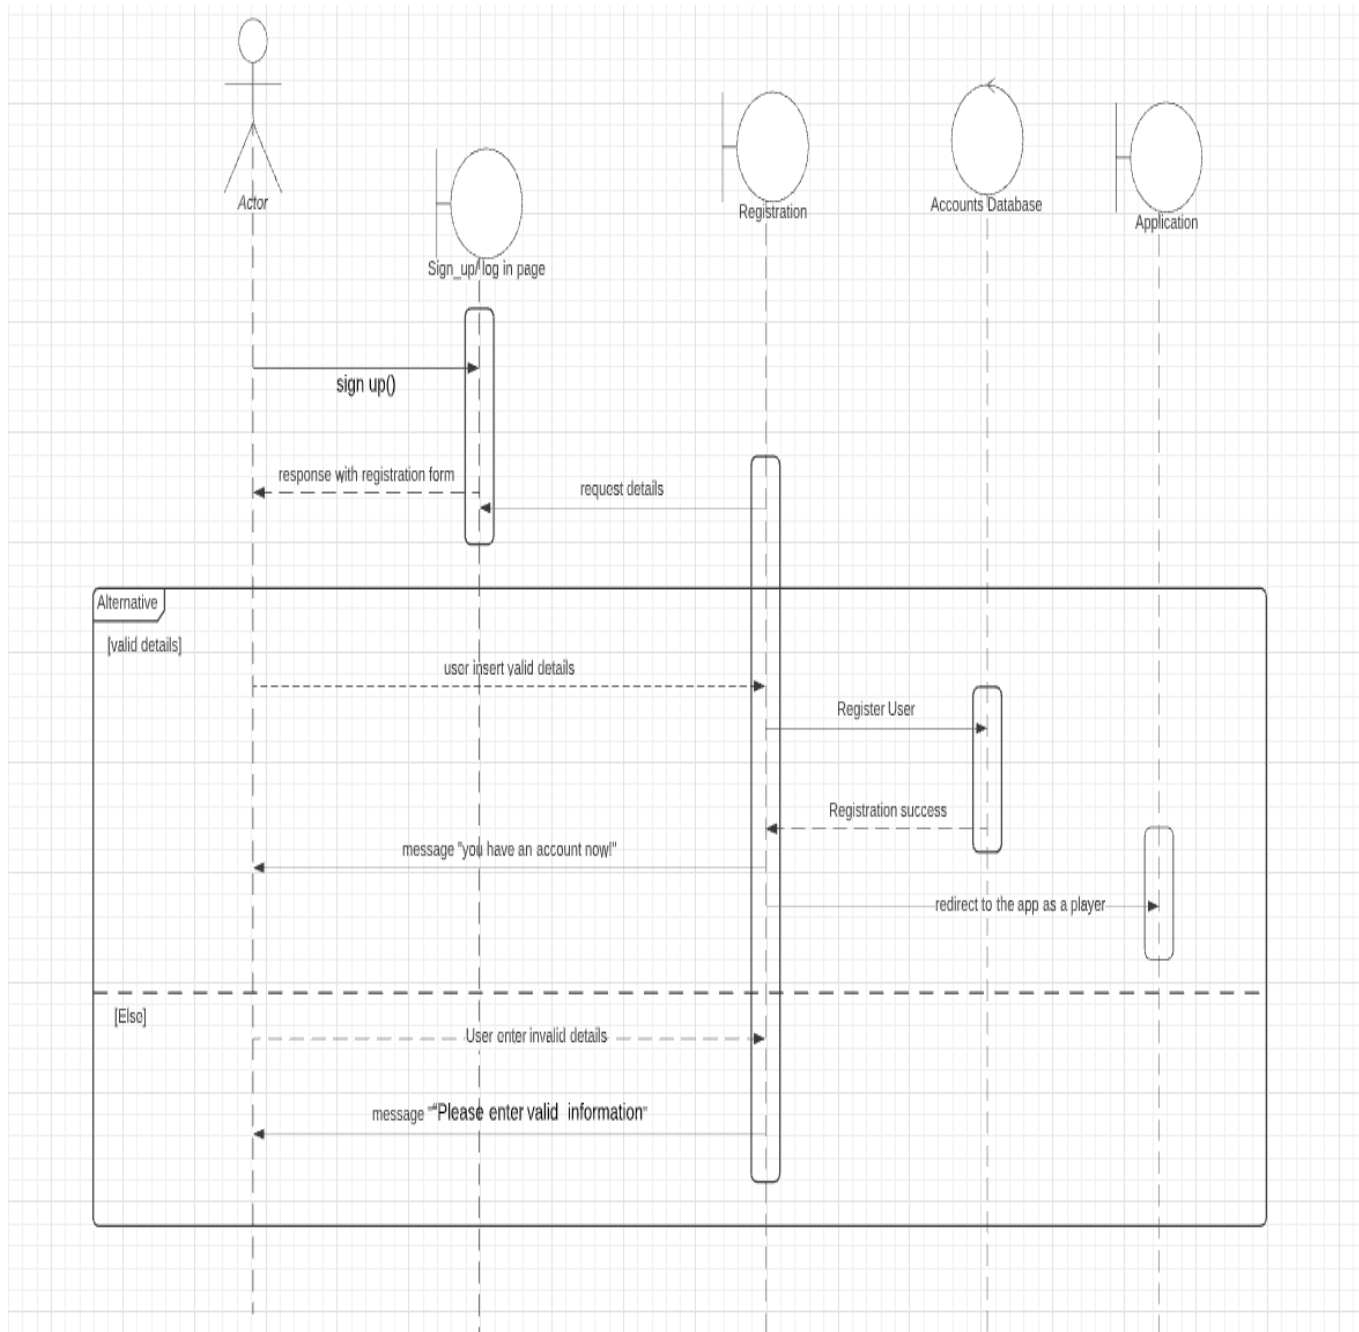 Actor
Registration
Accounts Database
Application
Sign_up/ log in page
sign up()
response with registration form
request details
Alternative
[valid details]
user insert valid details
Register User
Registration success
message "you have an account now!"
redirect to the app as a player
[Else]
User enter invalid details
message "“Please enter valid  information"